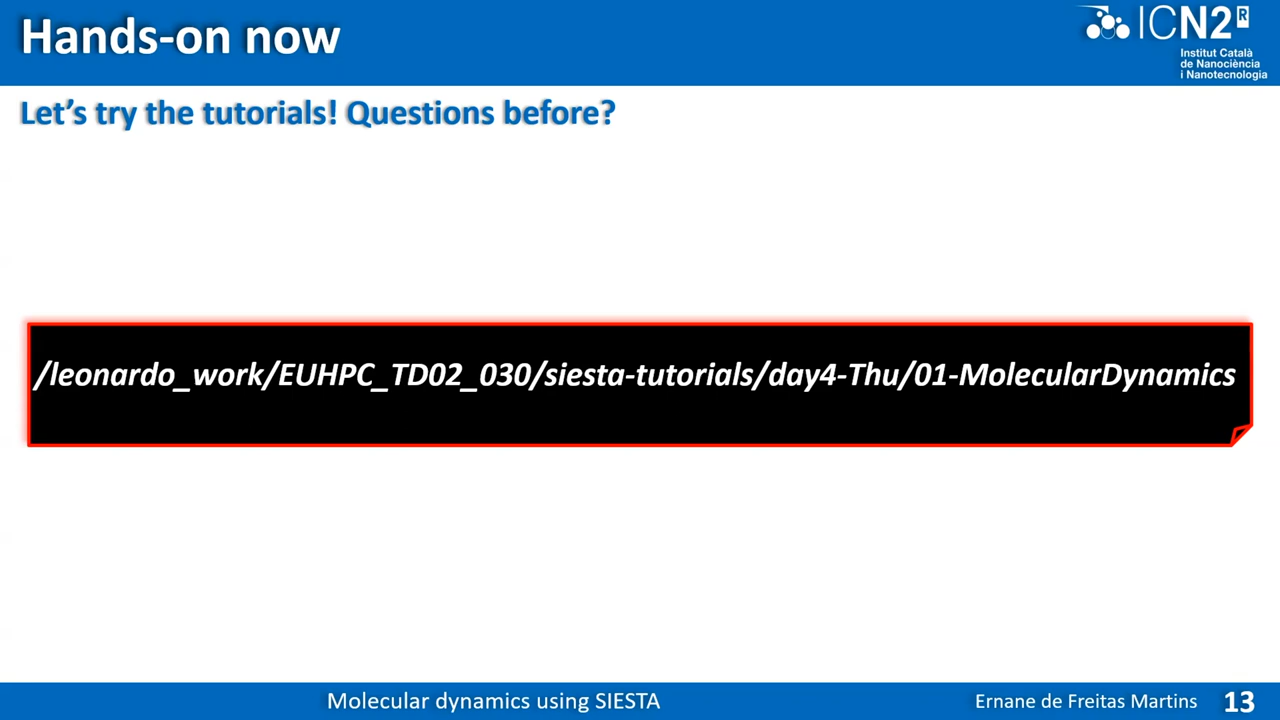 Hands-on now
ICN2 R
Institut Català
de Nanociència
i Nanotecnologia
Let's try the tutorials! Questions before?
/leonardo_work/EUHPC_TD02_030/siesta-tutorials/day4-Thu/01-MolecularDynamics
Molecular dynamics using SIESTA
Ernane de Freitas Martins
13